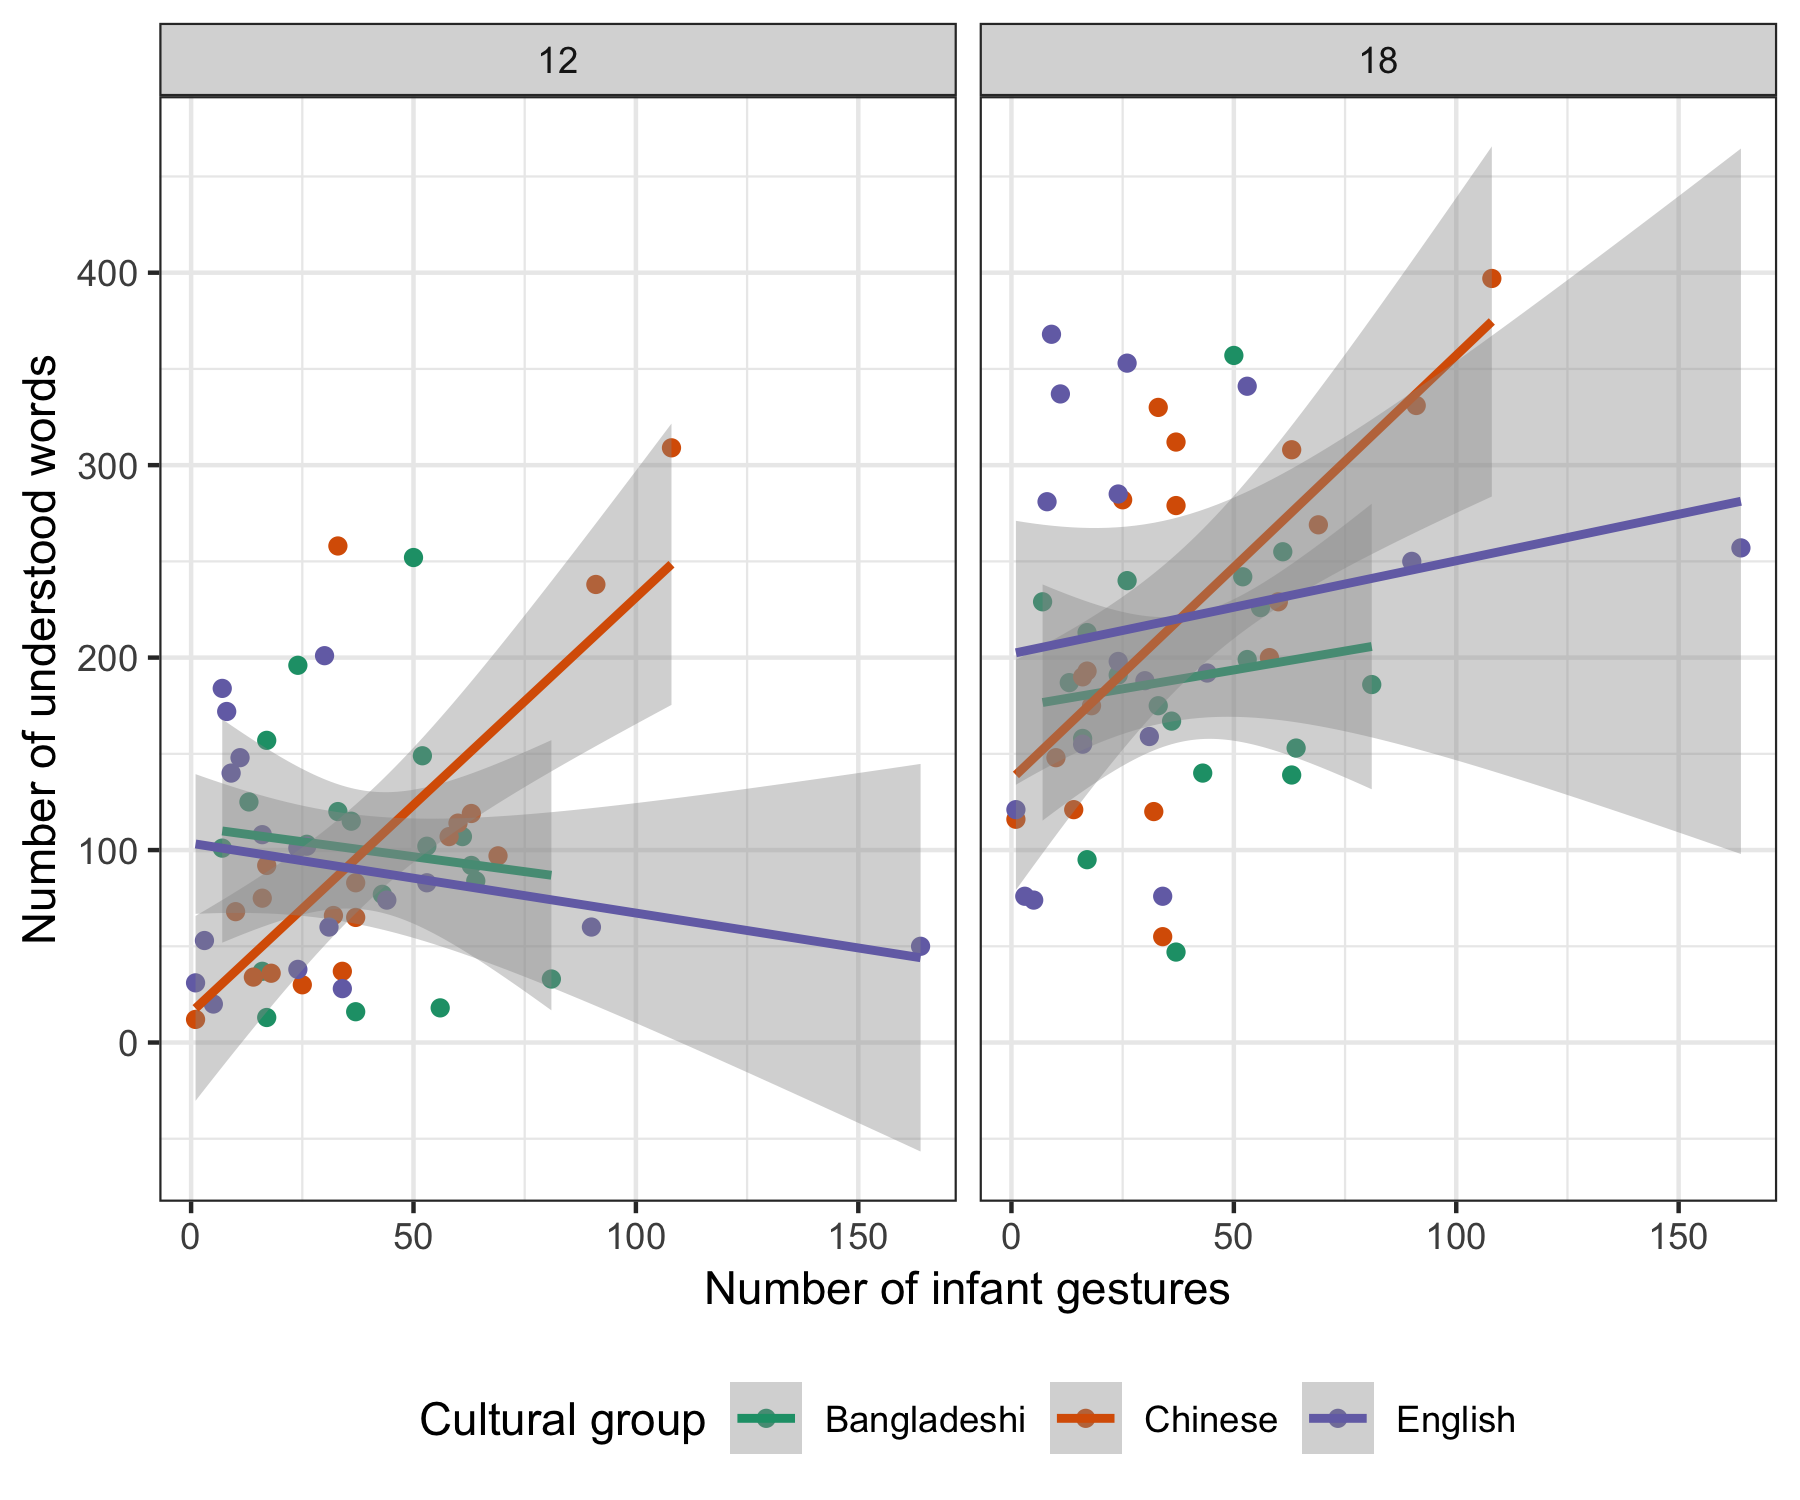 12
18
Number of understood words
400
300
200
100
0
0 50 100 150
0 50 100 150
Number of infant gestures
Cultural group Bangladeshi Chinese English